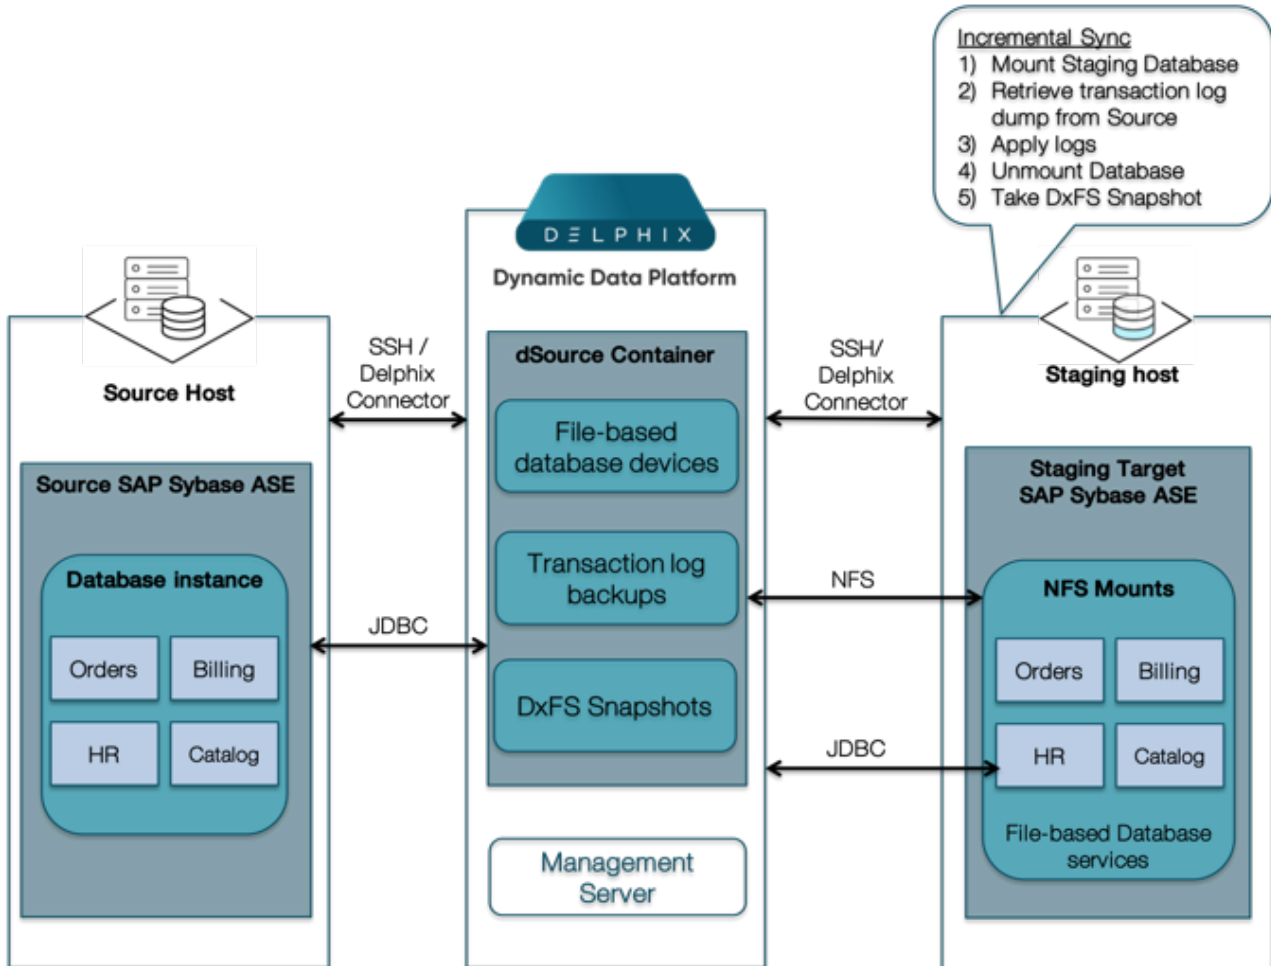 Incremental Sync
1) Mount Staging Database
2) Retrieve transaction log
dump from Source
3) Apply logs
4) Unmount Database
5) Take DxFS Snapshot
DELPHIX
Dynamic Data Platform
Source Host
SSH /
Delphix
Connector
dSource Container
SSH/
Delphix
Connector
Staging host
File-based
database devices
Source SAP Sybase ASE
Staging Target
SAP Sybase ASE
Database instance
Transaction log
backups
NFS
NFS Mounts
Orders
Billing
JDBC
Orders
Billing
HR
Catalog
DxFS Snapshots
JDBC
HR
Catalog
File-based Database
services
Management
Server